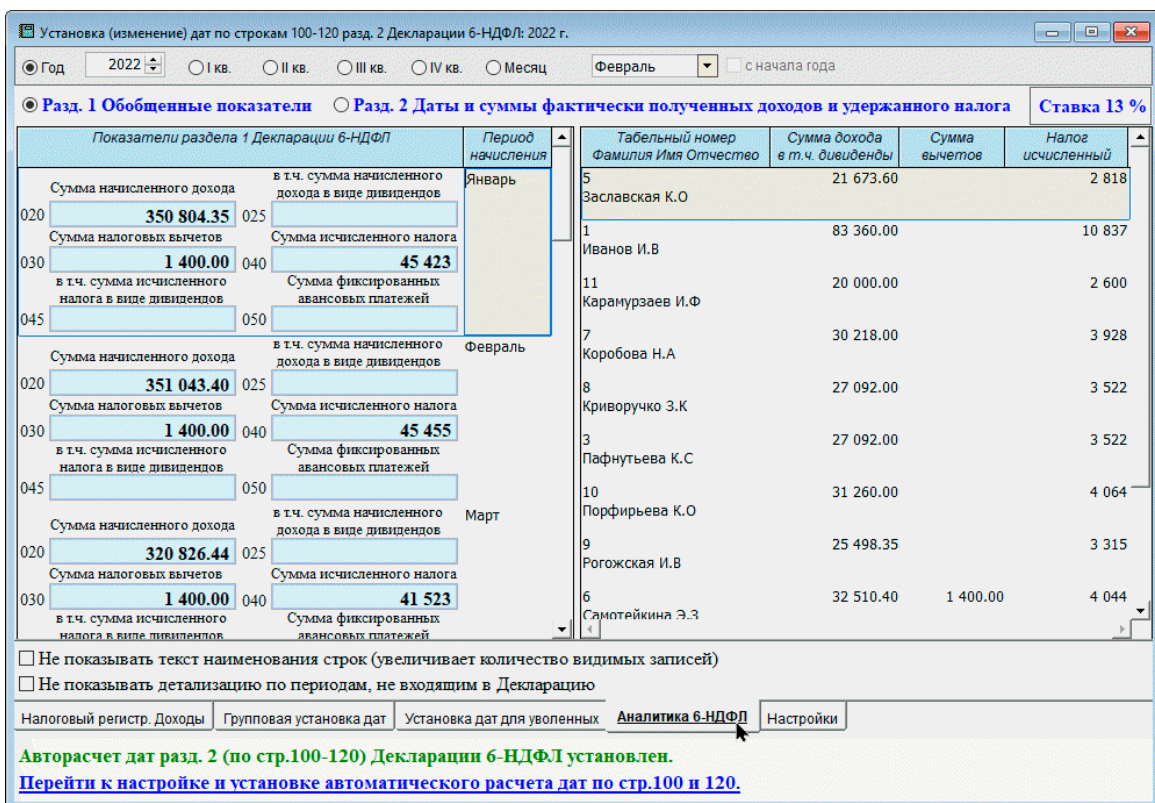 Установка (изменение) дат по строкам 100-120 разд. 2 Декларации 6-НДФЛ: 2022 г.
Год 2022 I кв. II кв. III кв. IV кв. Месяц Февраль с начала года
Разд. 1 Обобщенные показатели Разд. 2 Даты и суммы фактически полученных доходов и удержанного налога Ставка 13 %
Показатели раздела 1 Декларации 6-НДФЛ
Период
начисления
Сумма начисленного дохода
в т.ч. сумма начисленного
дохода в виде дивидендов
Январь
020 350 804.35 025
Сумма налоговых вычетов Сумма исчисленного налога
030 1 400.00 040 45 423
в т.ч. сумма исчисленного
налога в виде дивидендов
Сумма фиксированных
авансовых платежей
045 050
Сумма начисленного дохода
в т.ч. сумма начисленного
дохода в виде дивидендов
Февраль
020 351 043.40 025
Сумма налоговых вычетов Сумма исчисленного налога
030 1 400.00 040 45 455
в т.ч. сумма исчисленного
налога в виде дивидендов
Сумма фиксированных
авансовых платежей
045 050
Сумма начисленного дохода
в т.ч. сумма начисленного
дохода в виде дивидендов
Март
020 320 826.44 025
Сумма налоговых вычетов Сумма исчисленного налога
030 1 400.00 040 41 523
в т.ч. сумма исчисленного
налога в виде дивидендов
Сумма фиксированных
авансовых платежей
Табельный номер
Фамилия Имя Отчество
Сумма дохода
в т.ч. дивиденды
Сумма
вычетов
Налог
исчисленный
5 21 673.60 2 818
Заславская К.О
1 83 360.00 10 837
Иванов И.В
11 20 000.00 2 600
Карамурзаев И.Ф
7 30 218.00 3 928
Коробова Н.А
8 27 092.00 3 522
Криворучко З.К
3 27 092.00 3 522
Пафнутьева К.С
10 31 260.00 4 064
Порфирьева К.О
9 25 498.35 3 315
Рогожская И.В
6 32 510.40 1 400.00 4 044
Самотейкина Э.З
Не показывать текст наименования строк (увеличивает количество видимых записей)
Не показывать детализацию по периодам, не входящим в Декларацию
Налоговый регистр. Доходы Групповая установка дат Установка дат для уволенных Аналитика 6-НДФЛ Настройки
Авторасчет дат разд. 2 (по стр.100-120) Декларации 6-НДФЛ установлен.
Перейти к настройке и установке автоматического расчета дат по стр.100 и 120.